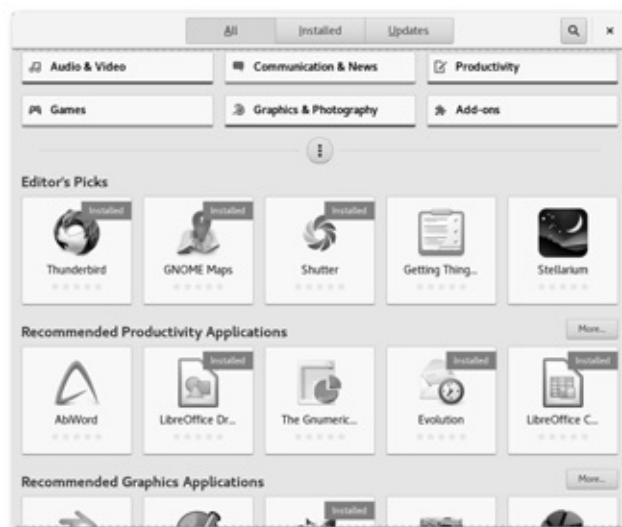 All Installed Updates
Audio & Video Communication & News Productivity
Games Graphics & Photography Add-ons
Editor's Picks
Installed Installed Installed
Thunderbird GNOME Maps Shutter Getting Thing... Stellarium
Recommended Productivity Applications More...
Installed Installed Installed
AbiWord LibreOffice Dr... The Gnumeric... Evolution LibreOffice C...
Recommended Graphics Applications More...
Installed